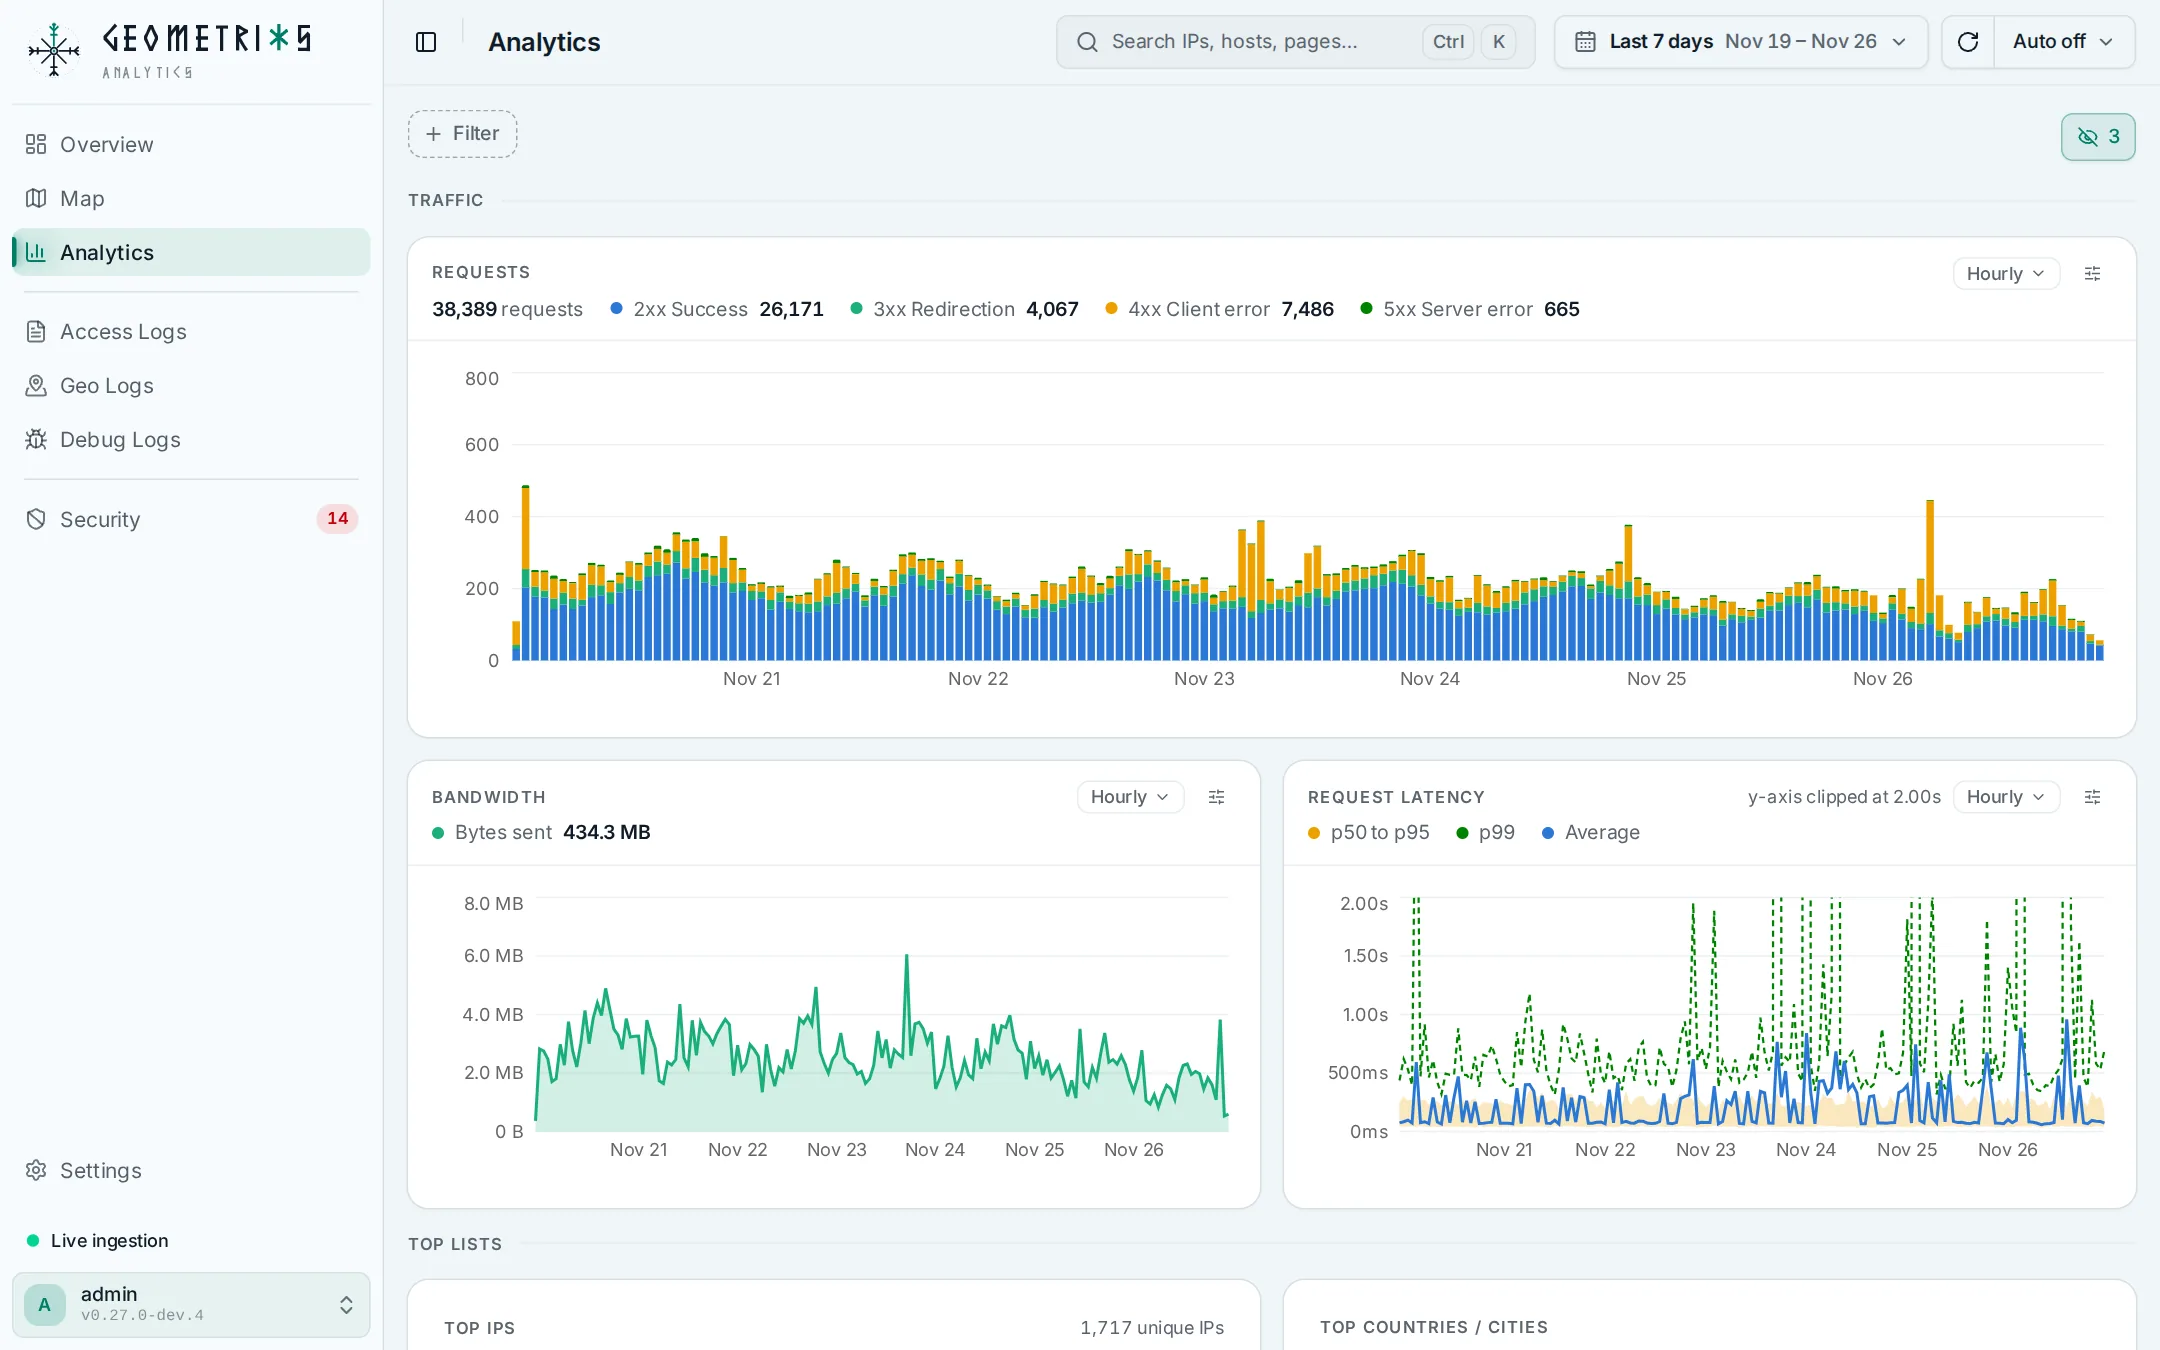 GEOMETRIKS
ANALYTICS
Overview
Map
Analytics
Access Logs
Geo Logs
Debug Logs
Security 14
Settings
Live ingestion
A admin
v0.27.0-dev.4
Analytics
Search IPs, hosts, pages... Ctrl K
Last 7 days Nov 19 – Nov 26
Auto off
+ Filter
3
TRAFFIC
REQUESTS
Hourly
38,389 requests 2xx Success 26,171 3xx Redirection 4,067 4xx Client error 7,486 5xx Server error 665
800
600
400
200
0
Nov 21 Nov 22 Nov 23 Nov 24 Nov 25 Nov 26
BANDWIDTH
Hourly
Bytes sent 434.3 MB
8.0 MB
6.0 MB
4.0 MB
2.0 MB
0 B
Nov 21 Nov 22 Nov 23 Nov 24 Nov 25 Nov 26
REQUEST LATENCY
y-axis clipped at 2.00s Hourly
p50 to p95 p99 Average
2.00s
1.50s
1.00s
500ms
0ms
Nov 21 Nov 22 Nov 23 Nov 24 Nov 25 Nov 26
TOP LISTS
TOP IPS
1,717 unique IPs
TOP COUNTRIES / CITIES